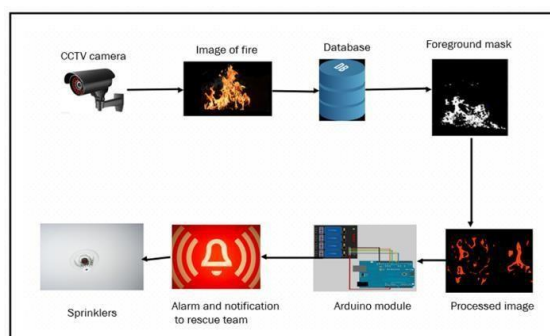 CCTV camera
Image of fire
Database
Foreground mask
Sprinklers
Alarm and notification
to rescue team
Arduino module
Processed image